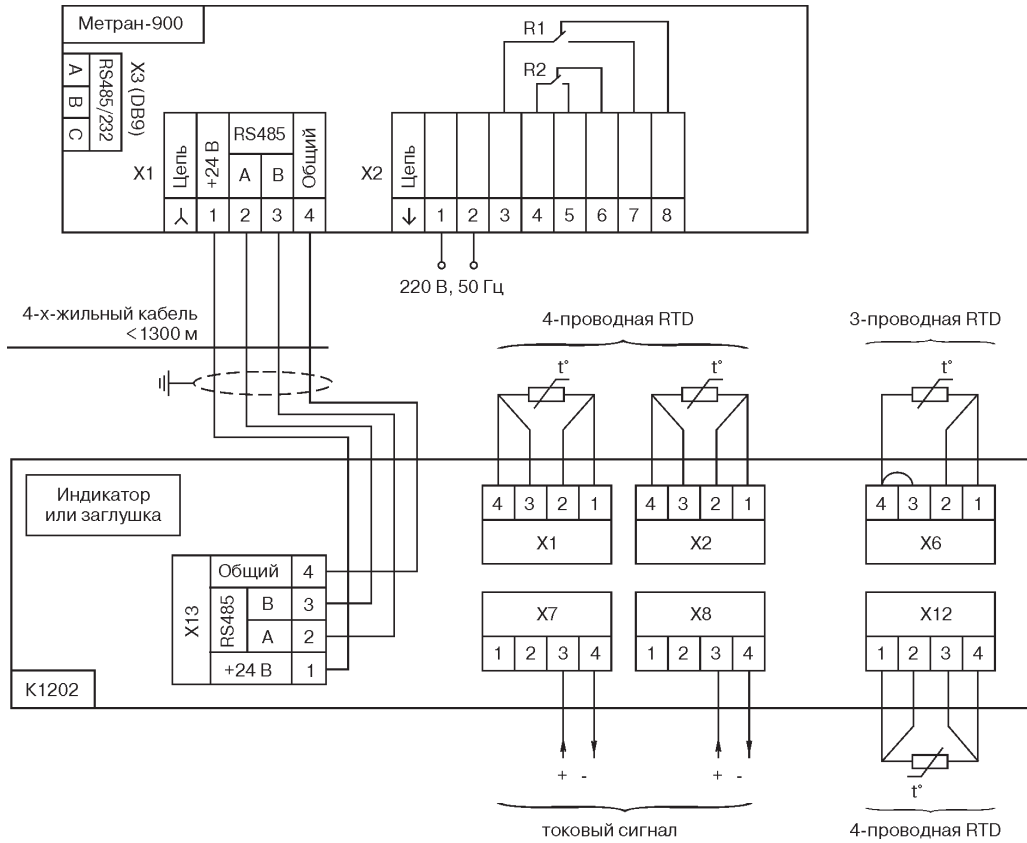 Метран-900
X3 (DB9)
RS485/232
A B C
X1
Цепь
+24 В
RS485
A B
Общий
1 2 3 4
R1
R2
X2
Цепь
1 2 3 4 5 6 7 8
220 В, 50 Гц
4-х-жильный кабель
<1300 м
4-проводная RTD
3-проводная RTD
t°
t°
t°
Индикатор
или заглушка
4 3 2 1
X1
4 3 2 1
X2
4 3 2 1
X6
X13
Общий 4
RS485
B 3
A 2
+24 В 1
X7
1 2 3 4
X8
1 2 3 4
X12
1 2 3 4
K1202
+ -
+ -
t°
токовый сигнал
4-проводная RTD